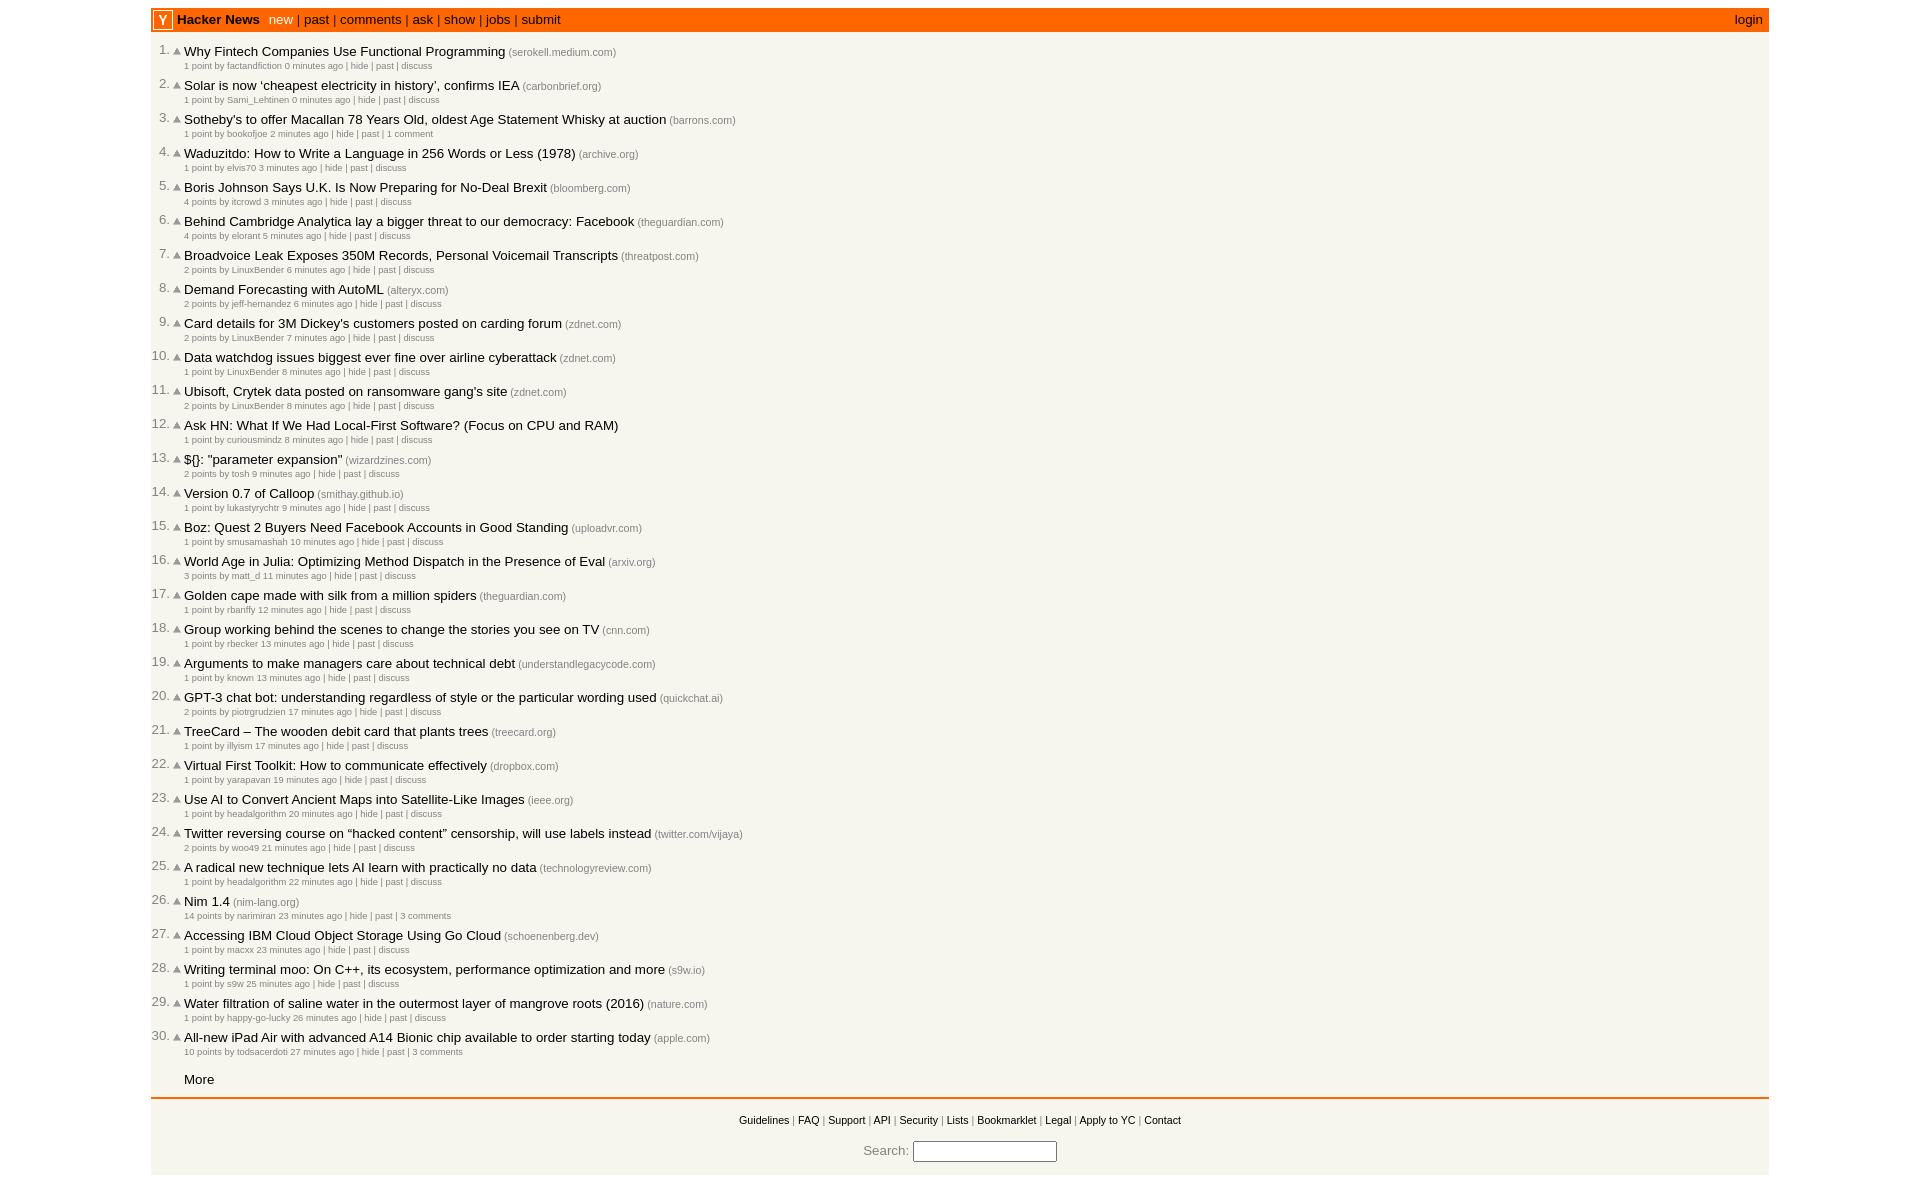 Y Hacker News new | past | comments | ask | show | jobs | submit login
1. Why Fintech Companies Use Functional Programming (serokell.medium.com)
1 point by factandfiction 0 minutes ago | hide | past | discuss
2. Solar is now ‘cheapest electricity in history’, confirms IEA (carbonbrief.org)
1 point by Sami_Lehtinen 0 minutes ago | hide | past | discuss
3. Sotheby's to offer Macallan 78 Years Old, oldest Age Statement Whisky at auction (barrons.com)
1 point by bookofjoe 2 minutes ago | hide | past | 1 comment
4. Waduzitdo: How to Write a Language in 256 Words or Less (1978) (archive.org)
1 point by elvis70 3 minutes ago | hide | past | discuss
5. Boris Johnson Says U.K. Is Now Preparing for No-Deal Brexit (bloomberg.com)
4 points by itcrowd 3 minutes ago | hide | past | discuss
6. Behind Cambridge Analytica lay a bigger threat to our democracy: Facebook (theguardian.com)
4 points by elorant 5 minutes ago | hide | past | discuss
7. Broadvoice Leak Exposes 350M Records, Personal Voicemail Transcripts (threatpost.com)
2 points by LinuxBender 6 minutes ago | hide | past | discuss
8. Demand Forecasting with AutoML (alteryx.com)
2 points by jeff-hernandez 6 minutes ago | hide | past | discuss
9. Card details for 3M Dickey's customers posted on carding forum (zdnet.com)
2 points by LinuxBender 7 minutes ago | hide | past | discuss
10. Data watchdog issues biggest ever fine over airline cyberattack (zdnet.com)
1 point by LinuxBender 8 minutes ago | hide | past | discuss
11. Ubisoft, Crytek data posted on ransomware gang's site (zdnet.com)
2 points by LinuxBender 8 minutes ago | hide | past | discuss
12. Ask HN: What If We Had Local-First Software? (Focus on CPU and RAM)
1 point by curiousmindz 8 minutes ago | hide | past | discuss
13. ${}: "parameter expansion" (wizardzines.com)
2 points by tosh 9 minutes ago | hide | past | discuss
14. Version 0.7 of Calloop (smithay.github.io)
1 point by lukastyrychtr 9 minutes ago | hide | past | discuss
15. Boz: Quest 2 Buyers Need Facebook Accounts in Good Standing (uploadvr.com)
1 point by smusamashah 10 minutes ago | hide | past | discuss
16. World Age in Julia: Optimizing Method Dispatch in the Presence of Eval (arxiv.org)
3 points by matt_d 11 minutes ago | hide | past | discuss
17. Golden cape made with silk from a million spiders (theguardian.com)
1 point by rbanffy 12 minutes ago | hide | past | discuss
18. Group working behind the scenes to change the stories you see on TV (cnn.com)
1 point by rbecker 13 minutes ago | hide | past | discuss
19. Arguments to make managers care about technical debt (understandlegacycode.com)
1 point by known 13 minutes ago | hide | past | discuss
20. GPT-3 chat bot: understanding regardless of style or the particular wording used (quickchat.ai)
2 points by piotrgrudzien 17 minutes ago | hide | past | discuss
21. TreeCard – The wooden debit card that plants trees (treecard.org)
1 point by illyism 17 minutes ago | hide | past | discuss
22. Virtual First Toolkit: How to communicate effectively (dropbox.com)
1 point by yarapavan 19 minutes ago | hide | past | discuss
23. Use AI to Convert Ancient Maps into Satellite-Like Images (ieee.org)
1 point by headalgorithm 20 minutes ago | hide | past | discuss
24. Twitter reversing course on “hacked content” censorship, will use labels instead (twitter.com/vijaya)
2 points by woo49 21 minutes ago | hide | past | discuss
25. A radical new technique lets AI learn with practically no data (technologyreview.com)
1 point by headalgorithm 22 minutes ago | hide | past | discuss
26. Nim 1.4 (nim-lang.org)
14 points by narimiran 23 minutes ago | hide | past | 3 comments
27. Accessing IBM Cloud Object Storage Using Go Cloud (schoenenberg.dev)
1 point by macxx 23 minutes ago | hide | past | discuss
28. Writing terminal moo: On C++, its ecosystem, performance optimization and more (s9w.io)
1 point by s9w 25 minutes ago | hide | past | discuss
29. Water filtration of saline water in the outermost layer of mangrove roots (2016) (nature.com)
1 point by happy-go-lucky 26 minutes ago | hide | past | discuss
30. All-new iPad Air with advanced A14 Bionic chip available to order starting today (apple.com)
10 points by todsacerdoti 27 minutes ago | hide | past | 3 comments
More
Guidelines | FAQ | Support | API | Security | Lists | Bookmarklet | Legal | Apply to YC | Contact
Search: